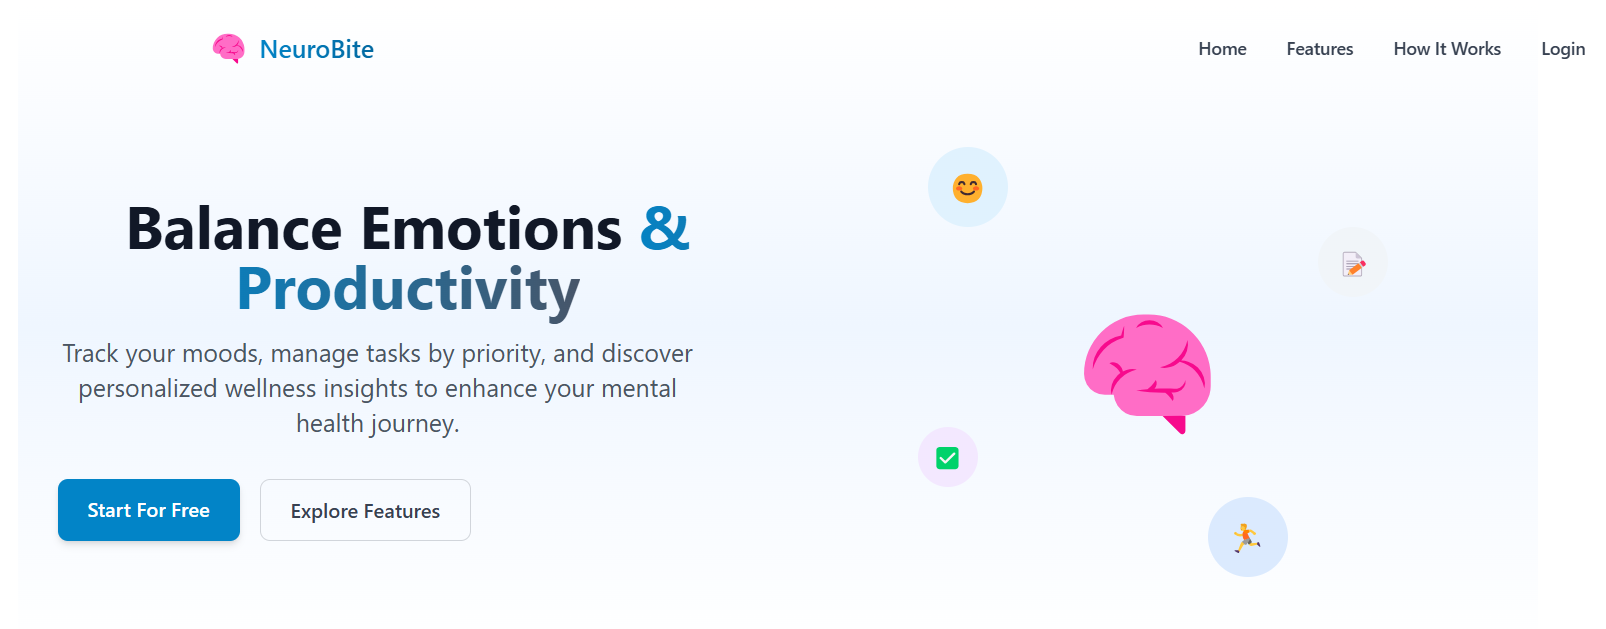 NeuroBite
Home Features How It Works Login
Balance Emotions &
Productivity
Track your moods, manage tasks by priority, and discover
personalized wellness insights to enhance your mental
health journey.
Start For Free Explore Features